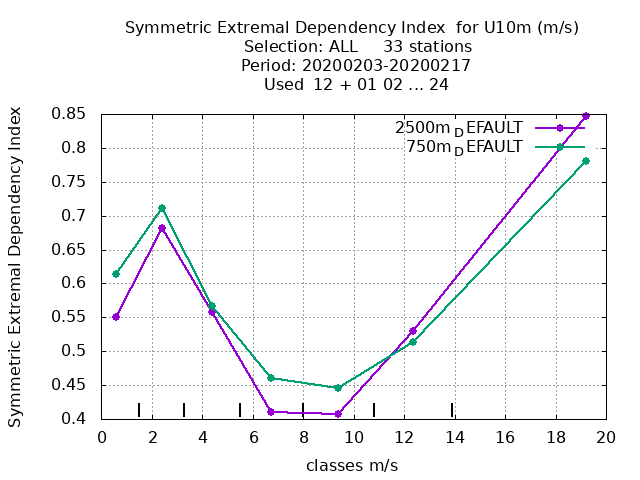 Symmetric Extremal Dependency Index  for U10m (m/s)
Selection: ALL     33 stations
Period: 20200203-20200217
Used  12 + 01 02 ... 24
Symmetric Extremal Dependency Index
0.85
0.8
0.75
0.7
0.65
0.6
0.55
0.5
0.45
0.4
2500m DEFAULT
750m DEFAULT
0 2 4 6 8 10 12 14 16 18 20
classes m/s